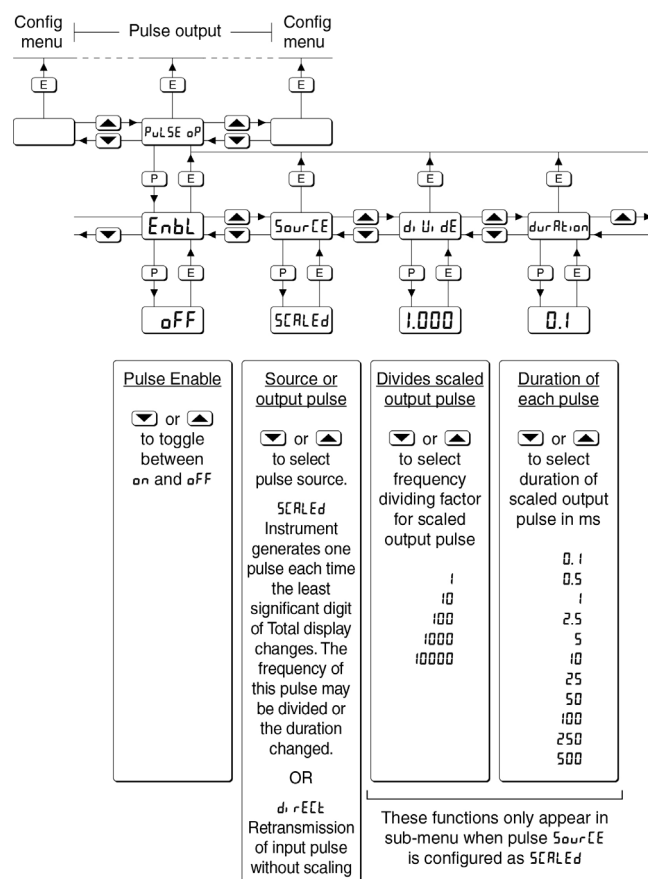 Config
menu
Pulse output
Config
menu
E E E
PuLSE oP
P E E E E
EnbL SourCE diVidE durAtion
P E P E P E P E
oFF SCALEd 1.000 0.1
Pulse Enable
or
to toggle
between
on and oFF
Source or
output pulse
or
to select
pulse source.
SCALEd
Instrument
generates one
pulse each time
the least
significant digit
of Total display
changes. The
frequency of
this pulse may
be divided or
the duration
changed.
OR
dirECt
Retransmission
of input pulse
without scaling
Divides scaled
output pulse
or
to select
frequency
dividing factor
for scaled
output pulse
1
10
100
1000
10000
Duration of
each pulse
or
to select
duration of
scaled output
pulse in ms
0.1
0.5
1
2.5
5
10
25
50
100
250
500
These functions only appear in
sub-menu when pulse SourCE
is configured as SCALEd